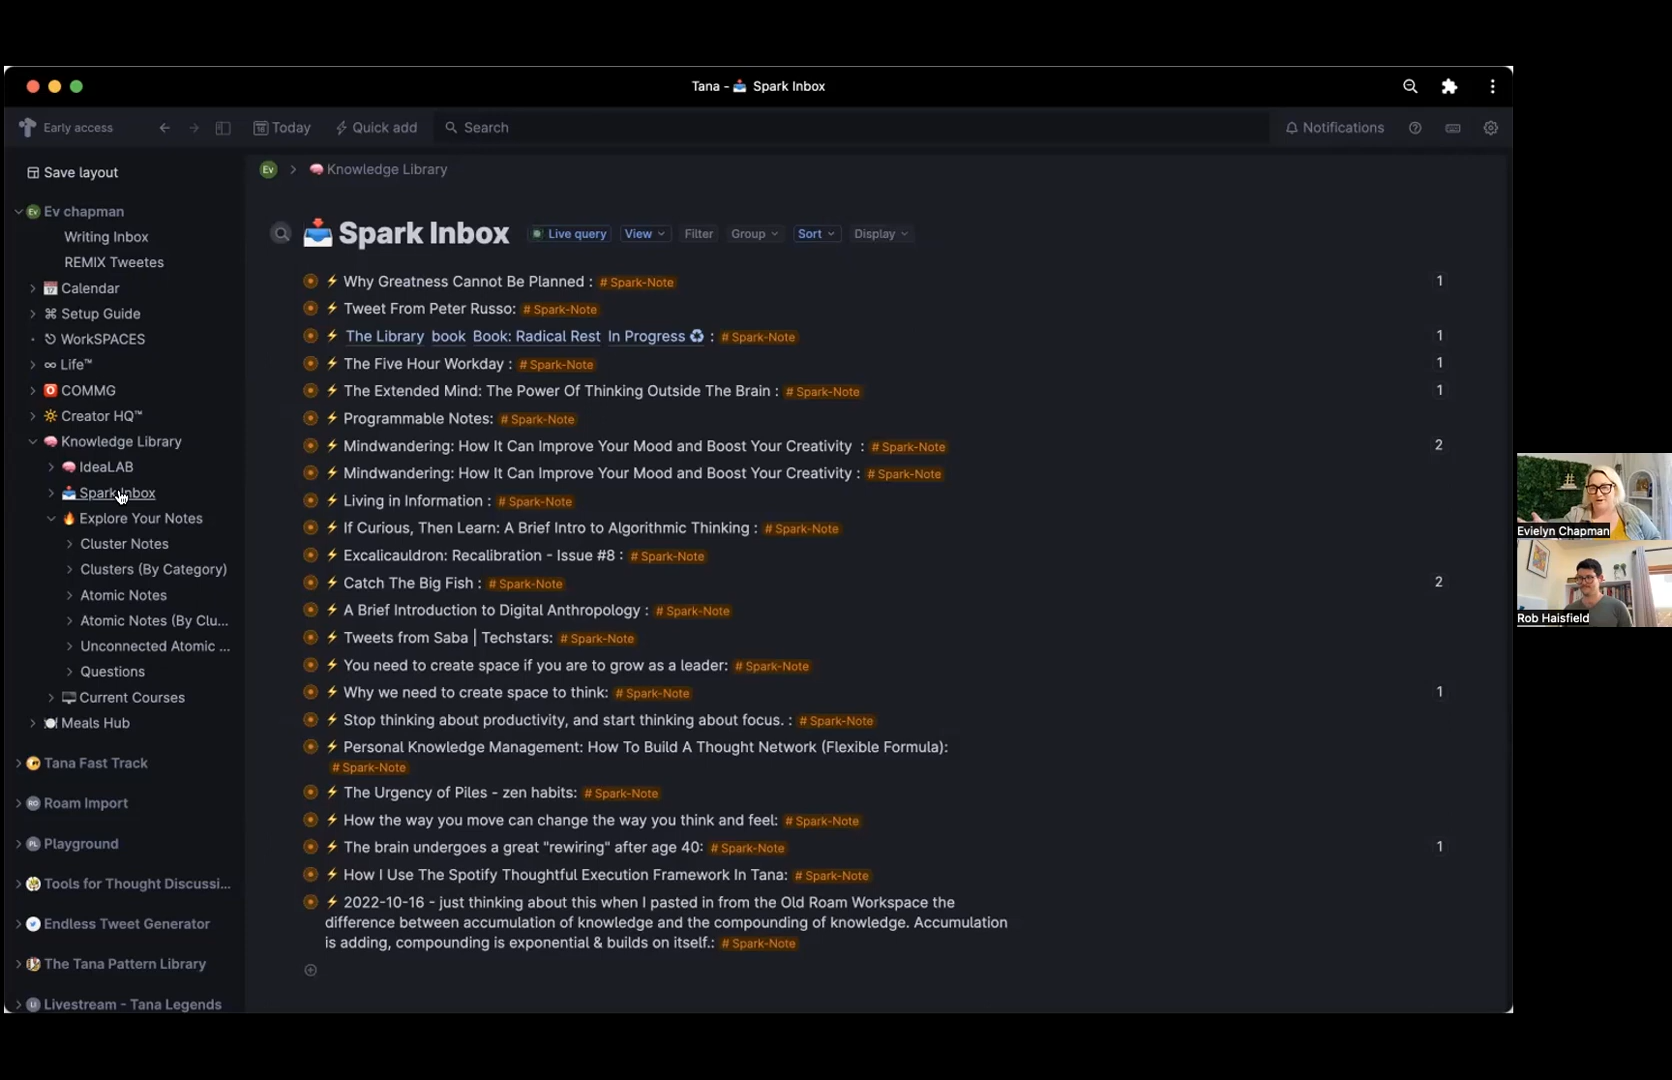 Tana - 📥 Spark Inbox
Early access
Today
Quick add
Search
Notifications
Save layout
Ev chapman
Writing Inbox
REMIX Tweetes
Calendar
Setup Guide
WorkSPACES
∞ Life™
COMMG
Creator HQ™
Knowledge Library
IdeaLAB
Spark Inbox
Explore Your Notes
Cluster Notes
Clusters (By Category)
Atomic Notes
Atomic Notes (By Clu...
Unconnected Atomic ...
Questions
Current Courses
Meals Hub
Tana Fast Track
RO Roam Import
PL Playground
Tools for Thought Discussi...
Endless Tweet Generator
The Tana Pattern Library
Livestream - Tana Legends
Ev > 🧠 Knowledge Library
📥 Spark Inbox Live query View Filter Group Sort Display
⚡ Why Greatness Cannot Be Planned : # Spark-Note 1
⚡ Tweet From Peter Russo: # Spark-Note
⚡ The Library book Book: Radical Rest In Progress ♻ : # Spark-Note 1
⚡ The Five Hour Workday : # Spark-Note 1
⚡ The Extended Mind: The Power Of Thinking Outside The Brain : # Spark-Note 1
⚡ Programmable Notes: # Spark-Note
⚡ Mindwandering: How It Can Improve Your Mood and Boost Your Creativity : # Spark-Note 2
⚡ Mindwandering: How It Can Improve Your Mood and Boost Your Creativity : # Spark-Note
⚡ Living in Information : # Spark-Note
⚡ If Curious, Then Learn: A Brief Intro to Algorithmic Thinking : # Spark-Note
⚡ Excalicauldron: Recalibration - Issue #8 : # Spark-Note
⚡ Catch The Big Fish : # Spark-Note 2
⚡ A Brief Introduction to Digital Anthropology : # Spark-Note
⚡ Tweets from Saba | Techstars: # Spark-Note
⚡ You need to create space if you are to grow as a leader: # Spark-Note
⚡ Why we need to create space to think: # Spark-Note 1
⚡ Stop thinking about productivity, and start thinking about focus. : # Spark-Note
⚡ Personal Knowledge Management: How To Build A Thought Network (Flexible Formula):
# Spark-Note
⚡ The Urgency of Piles - zen habits: # Spark-Note
⚡ How the way you move can change the way you think and feel: # Spark-Note
⚡ The brain undergoes a great "rewiring" after age 40: # Spark-Note 1
⚡ How I Use The Spotify Thoughtful Execution Framework In Tana: # Spark-Note
⚡ 2022-10-16 - just thinking about this when I pasted in from the Old Roam Workspace the
difference between accumulation of knowledge and the compounding of knowledge. Accumulation
is adding, compounding is exponential & builds on itself.: # Spark-Note
Evielyn Chapman
Rob Haisfield